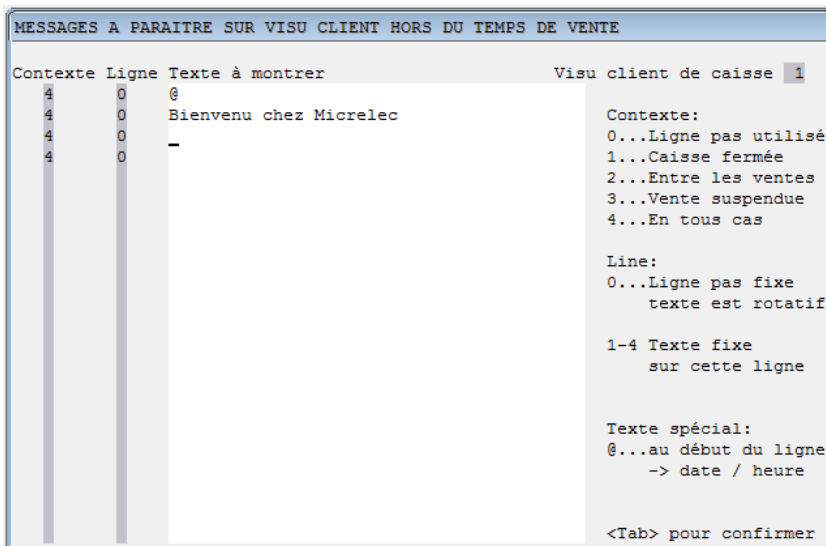 MESSAGES A PARAITRE SUR VISU CLIENT HORS DU TEMPS DE VENTE
Contexte Ligne Texte à montrer Visu client de caisse 1
4 0 @
4 0 Bienvenu chez Micrelec
4 0
4 0
Contexte:
0...Ligne pas utilisé
1...Caisse fermée
2...Entre les ventes
3...Vente suspendue
4...En tous cas
Line:
0...Ligne pas fixe
texte est rotatif
1-4 Texte fixe
sur cette ligne
Texte spécial:
@...au début du ligne
-> date / heure
<Tab> pour confirmer